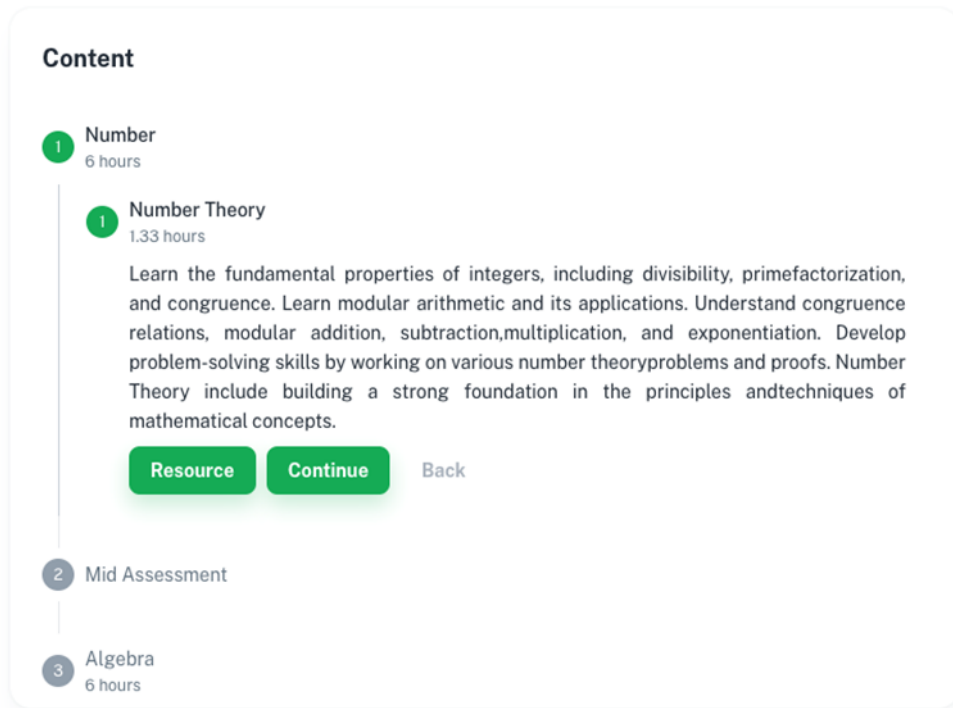 Content
1 Number
6 hours
1 Number Theory
1.33 hours
Learn the fundamental properties of integers, including divisibility, primefactorization,
and congruence. Learn modular arithmetic and its applications. Understand congruence
relations, modular addition, subtraction,multiplication, and exponentiation. Develop
problem-solving skills by working on various number theoryproblems and proofs. Number
Theory include building a strong foundation in the principles andtechniques of
mathematical concepts.
Resource Continue Back
2 Mid Assessment
3 Algebra
6 hours